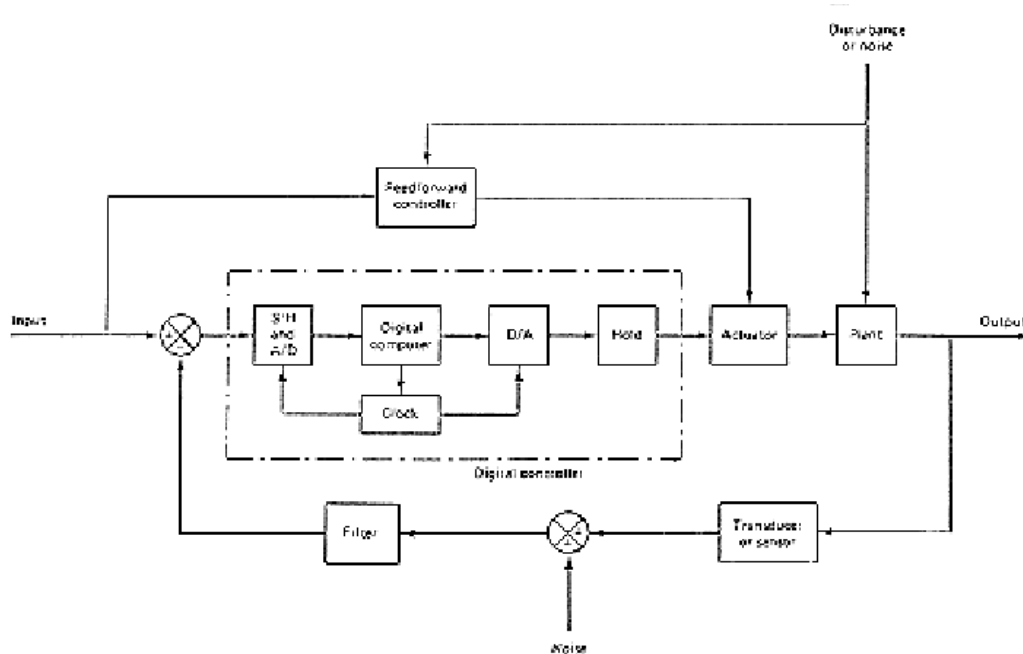 Disturbance
or noise
Feedforward
controller
Input
S/H
and
A/D
Digital
computer
D/A
Hold
Actuator
Plant
Output
Clock
Digital controller
Filter
Transducer
or sensor
Noise